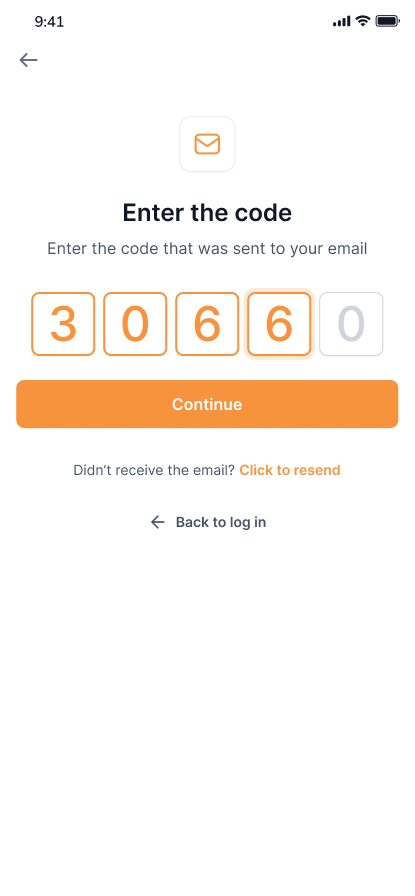 9:41
Enter the code
Enter the code that was sent to your email
3 0 6 6 0
Continue
Didn’t receive the email? Click to resend
Back to log in